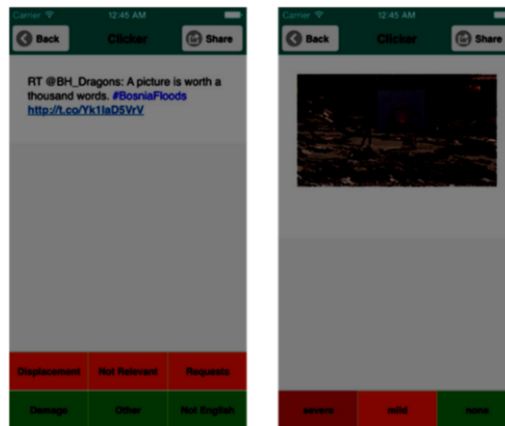 Carrier 12:45 AM
Back Clicker Share
RT @BH_Dragons: A picture is worth a
thousand words. #BosniaFloods
http://t.co/Yk1laD5VrV
Displacement Not Relevant Requests
Damage Other Not English
Carrier 12:45 AM
Back Clicker Share
severe mild none